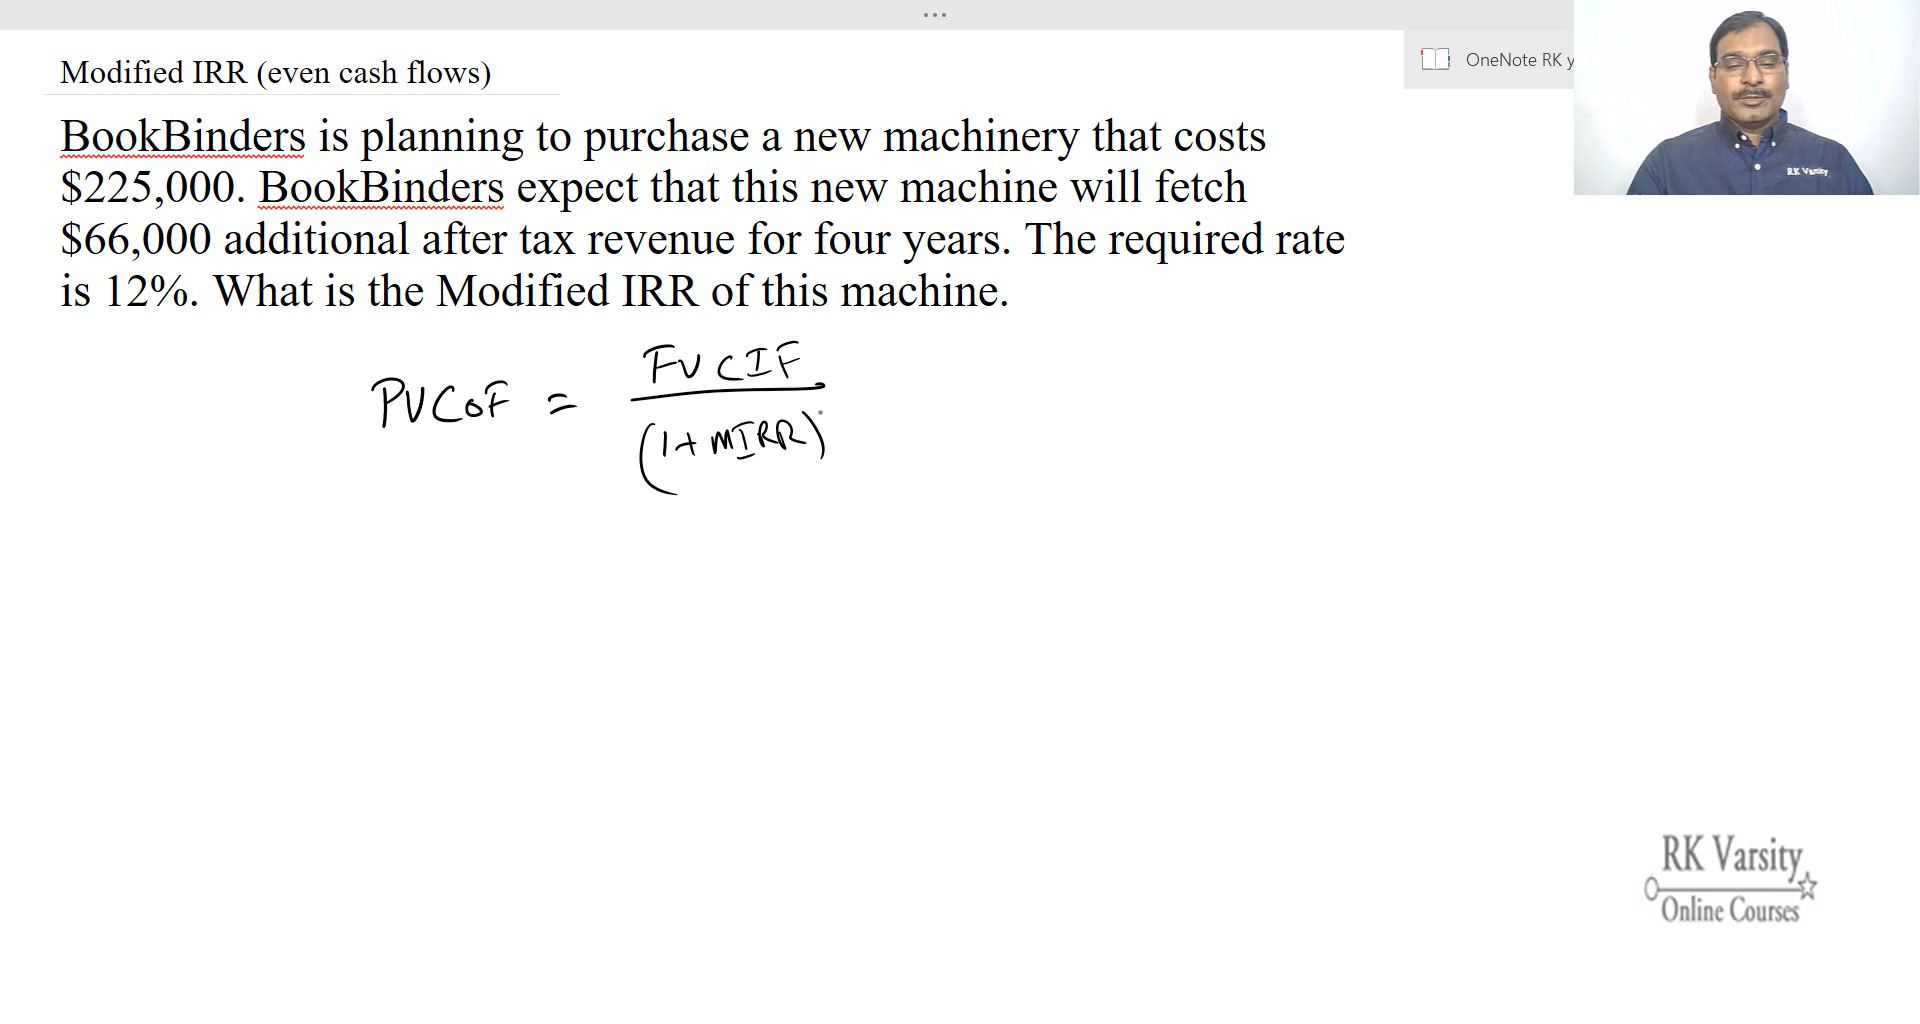 Modified IRR (even cash flows)
OneNote RK y
BookBinders is planning to purchase a new machinery that costs
$225,000. BookBinders expect that this new machine will fetch
$66,000 additional after tax revenue for four years. The required rate
is 12%. What is the Modified IRR of this machine.
PVCOF = FVCIF
(1+MIRR)
RK Varsity
RK Varsity
Online Courses